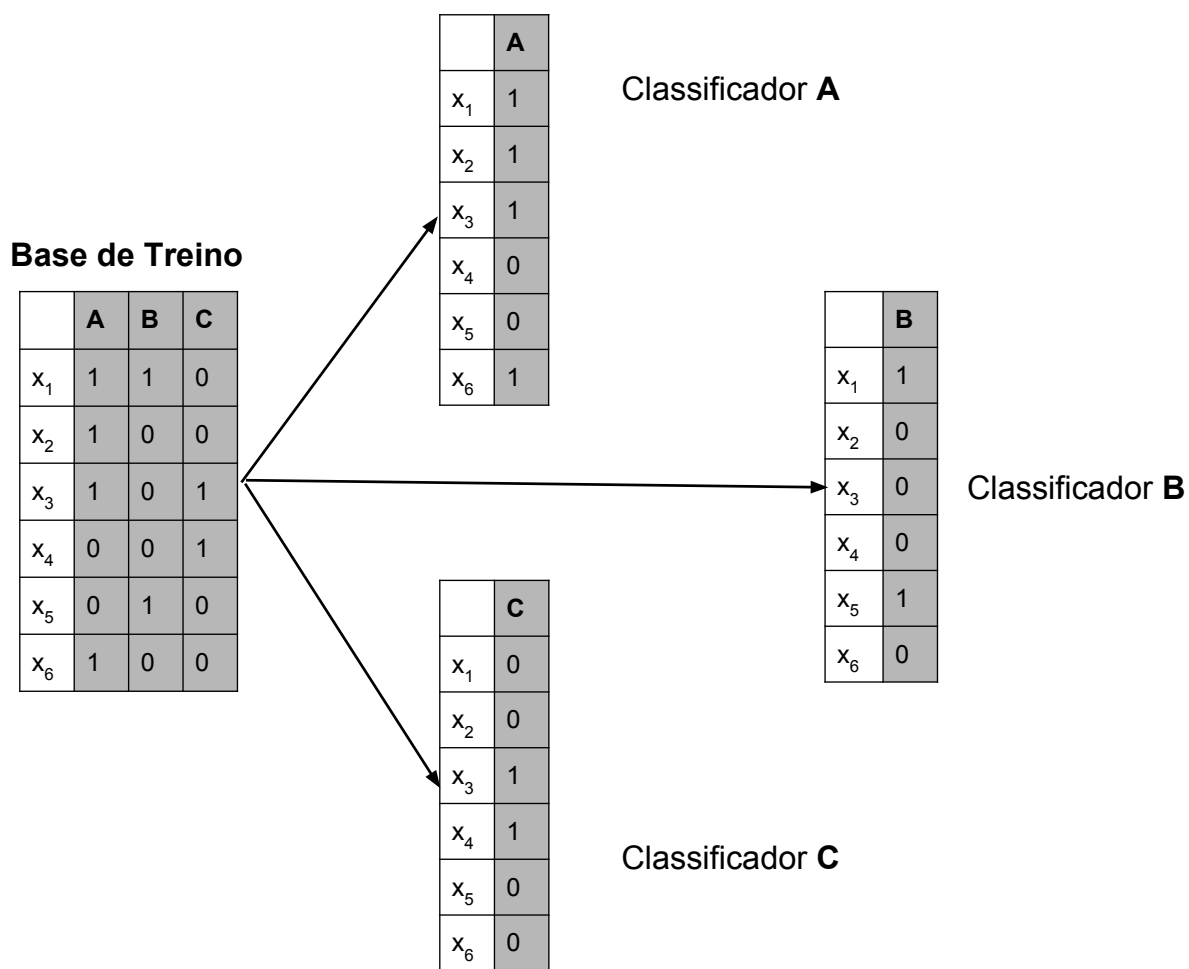 A
x1 1
x2 1
x3 1
x4 0
x5 0
x6 1
Classificador A
Base de Treino
A B C
x1 1 1 0
x2 1 0 0
x3 1 0 1
x4 0 0 1
x5 0 1 0
x6 1 0 0
B
x1 1
x2 0
x3 0
x4 0
x5 1
x6 0
Classificador B
C
x1 0
x2 0
x3 1
x4 1
x5 0
x6 0
Classificador C